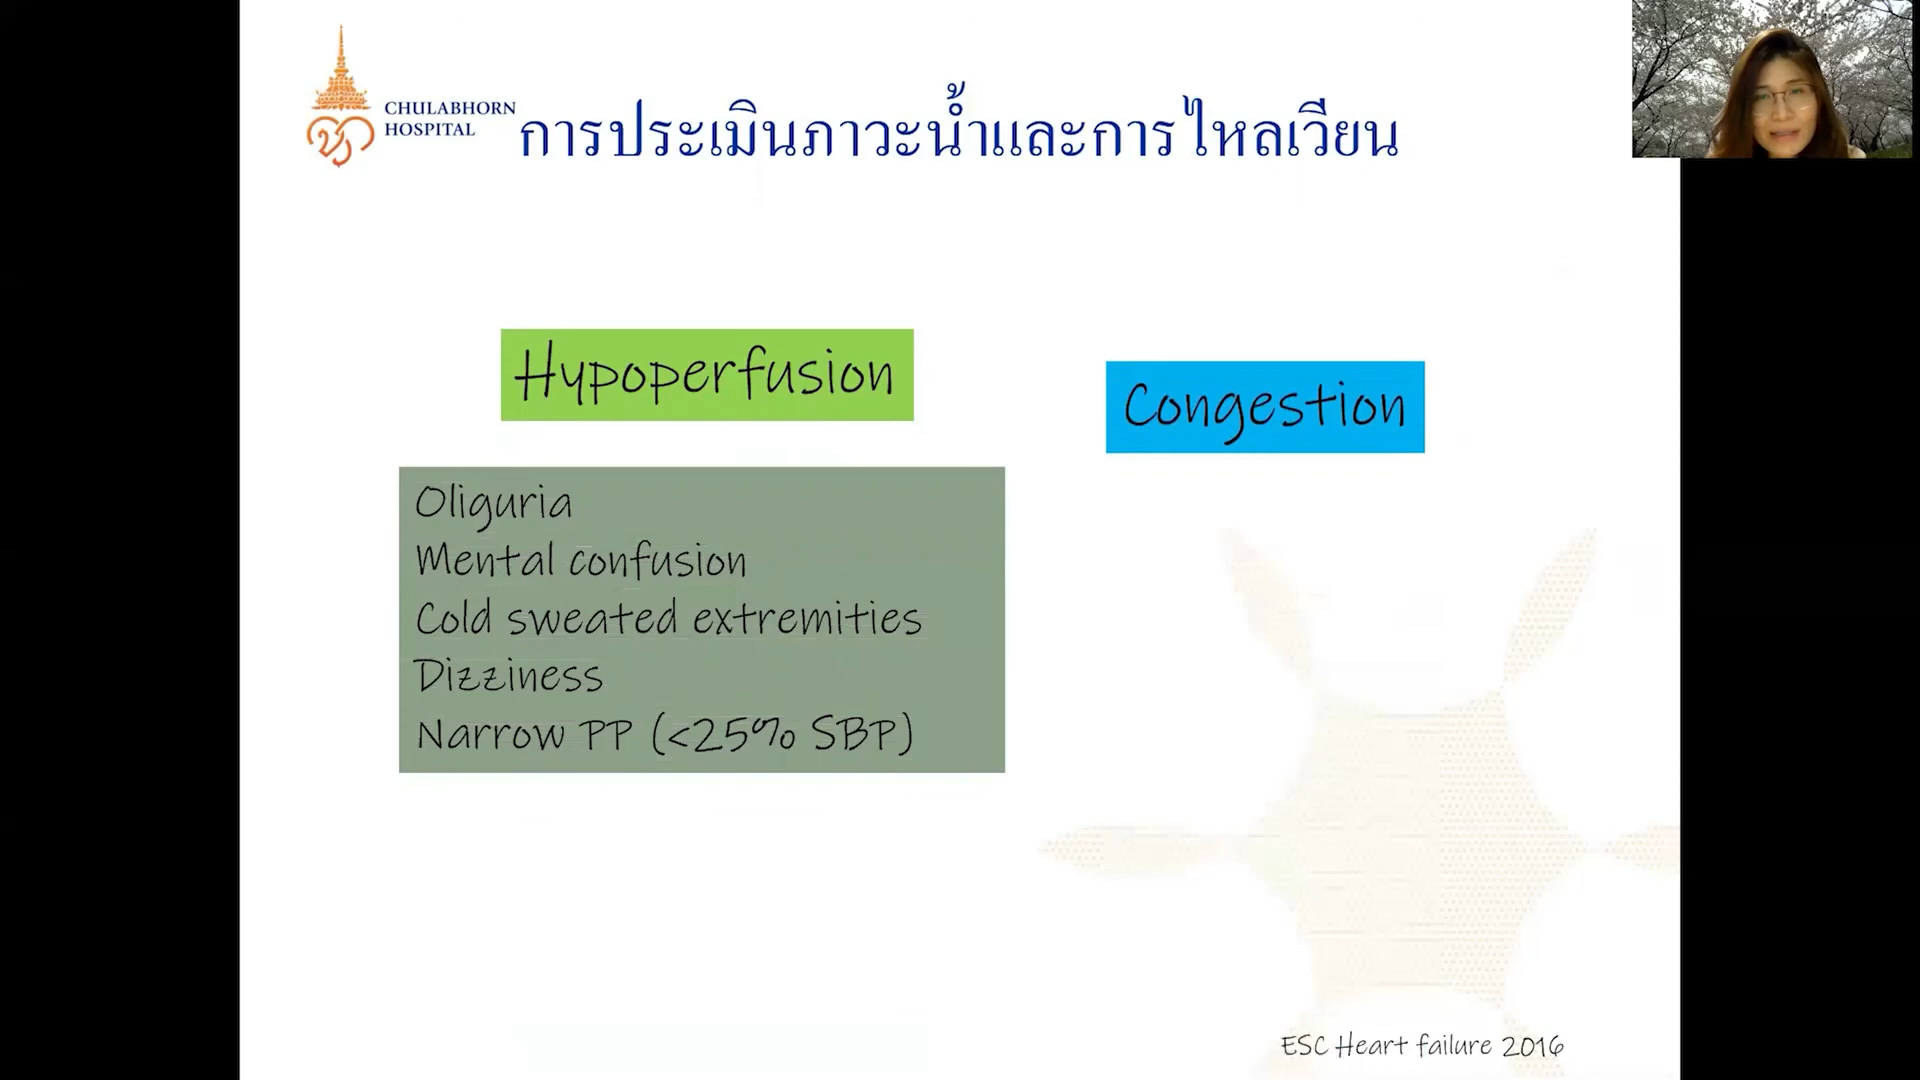 CHULABHORN
HOSPITAL
การประเมินภาวะน้ำและการไหลเวียน
Hypoperfusion
Congestion
Oliguria
Mental confusion
Cold sweated extremities
Dizziness
Narrow PP (<25% SBP)
ESC Heart failure 2016